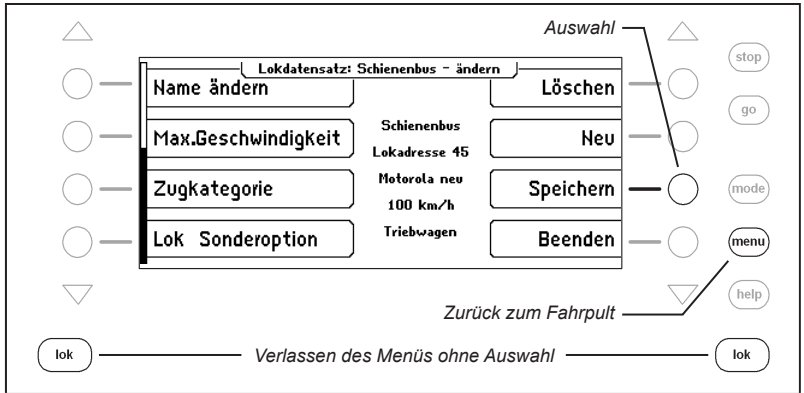 Auswahl
stop
Lokdatensatz: Schienenbus - ändern
Name ändern
Löschen
go
Schienenbus
Max.Geschwindigkeit
Neu
Lokadresse 45
Motorola neu
Zugkategorie
Speichern
mode
100 km/h
Triebwagen
Lok Sonderoption
Beenden
menu
help
Zurück zum Fahrpult
lok
Verlassen des Menüs ohne Auswahl
lok